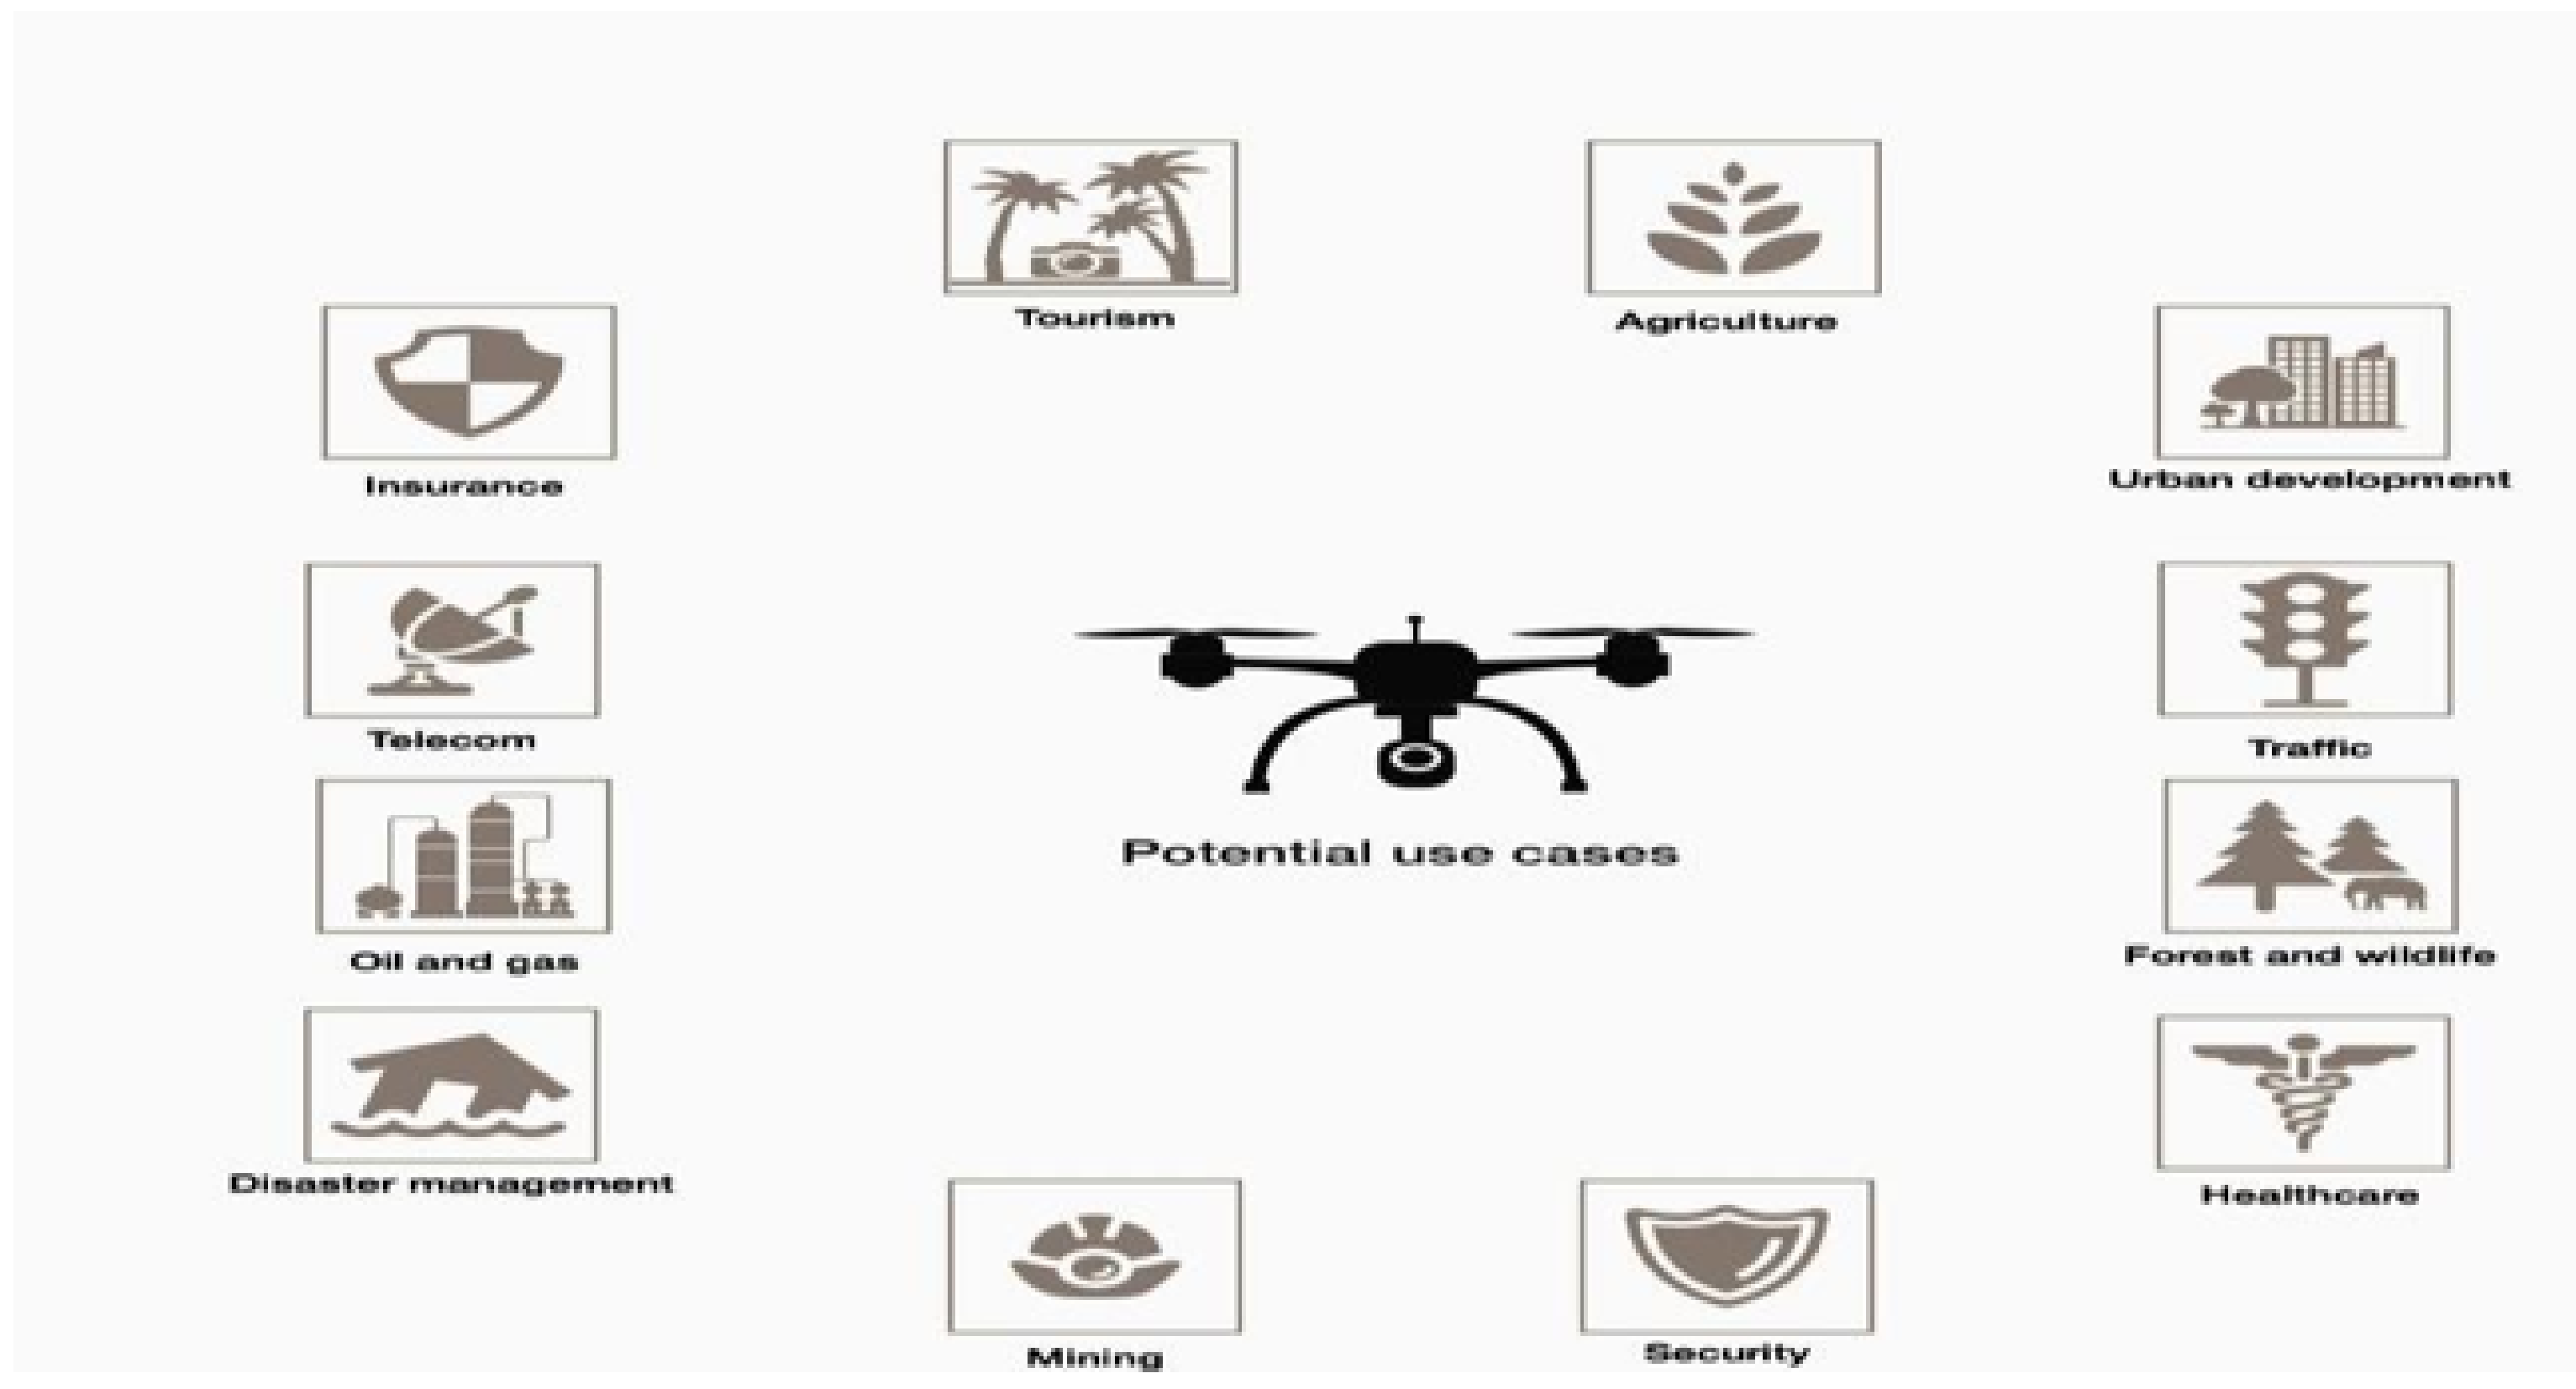 Tourism
Agriculture
Insurance
Urban development
Telecom
Traffic
Potential use cases
Oil and gas
Forest and wildlife
Disaster management
Healthcare
Mining
Security